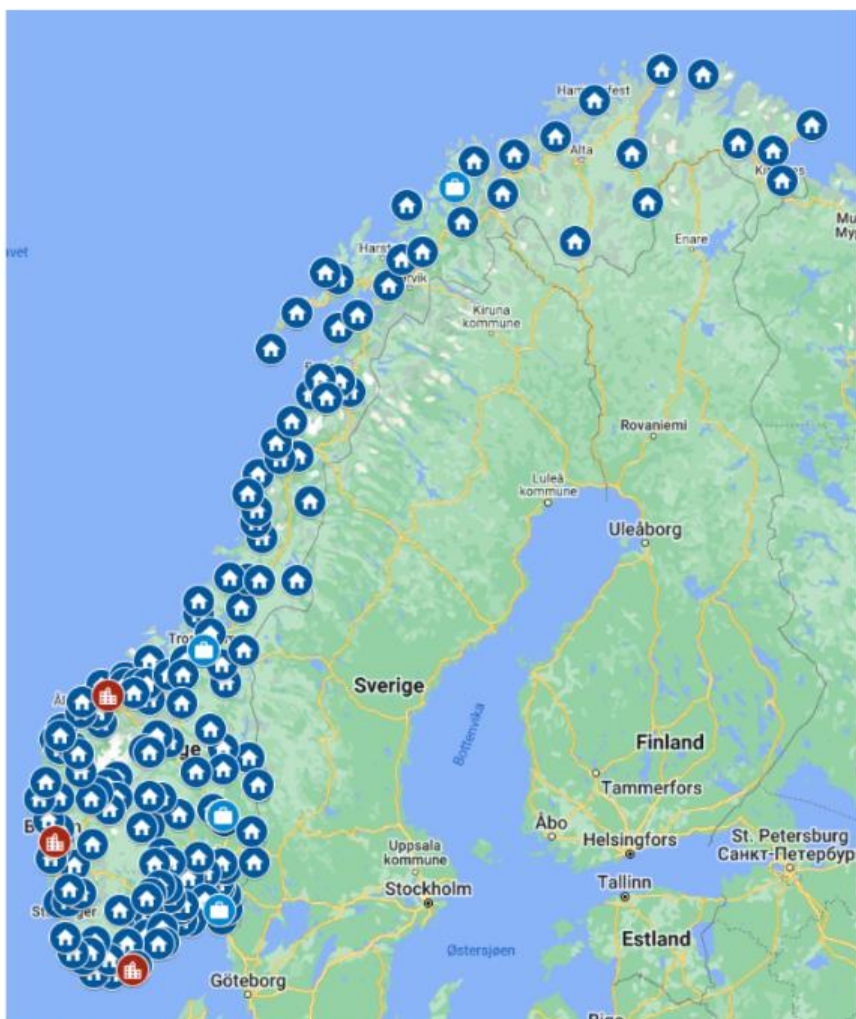 Alta
avet
Enare
Kiruna
kommune
Rovaniemi
Luleå
kommune
Uleåborg
Sverige
Bottenvika
Finland
Tammerfors
Åbo
Helsingfors
St. Petersburg
Санкт-Петербур
Uppsala
kommune
Stockholm
Tallinn
Estland
Østersjøen
Göteborg